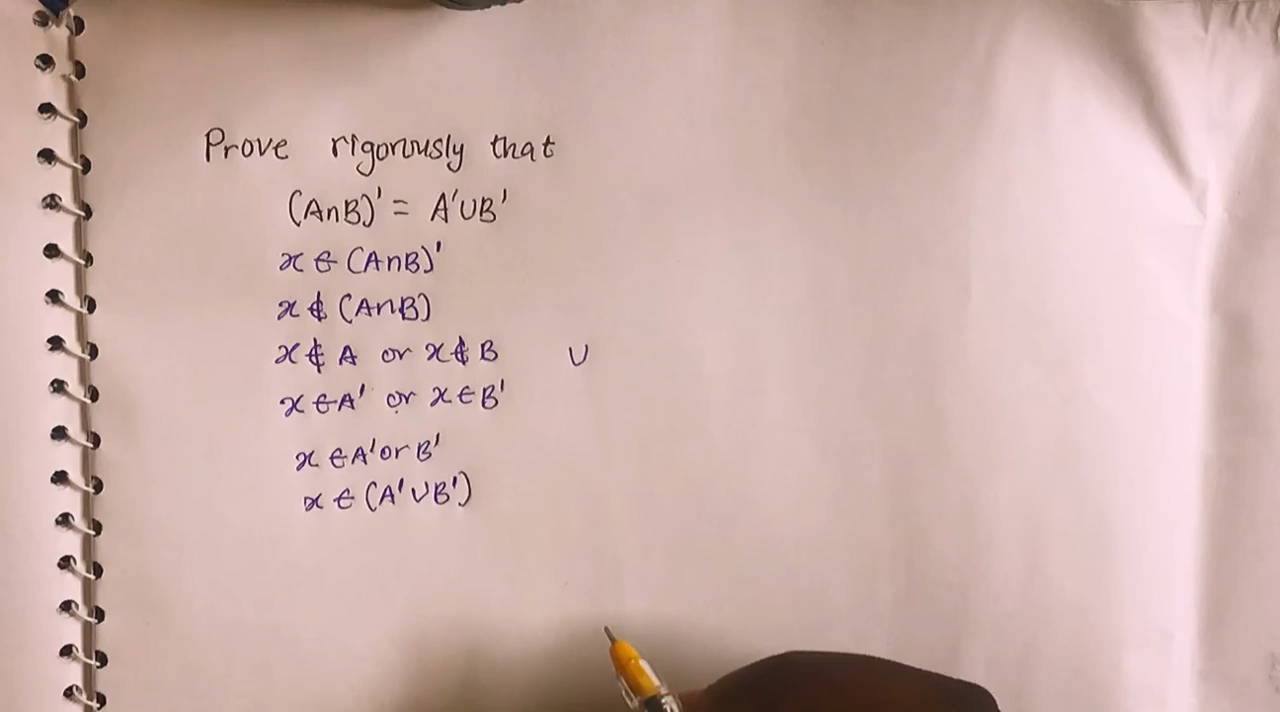 Prove rigorously that
(A∩B)' = A'∪B'
x ∈ (A∩B)'
x ∉ (A∩B)
x ∉ A or x ∉ B ∪
x ∈ A' or x ∈ B'
x ∈ A' or B'
x ∈ (A'∪B')